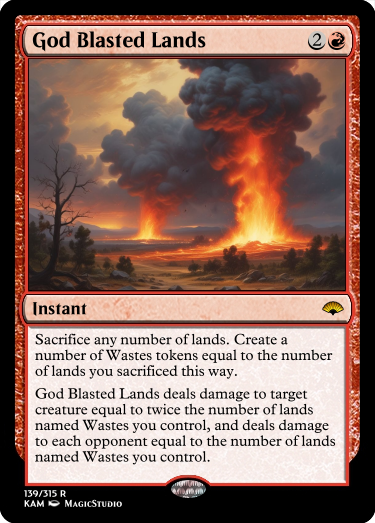 God Blasted Lands 2
Instant
Sacrifice any number of lands. Create a
number of Wastes tokens equal to the number
of lands you sacrificed this way.
God Blasted Lands deals damage to target
creature equal to twice the number of lands
named Wastes you control, and deals damage
to each opponent equal to the number of lands
named Wastes you control.
139/315 R
KAM MagicStudio